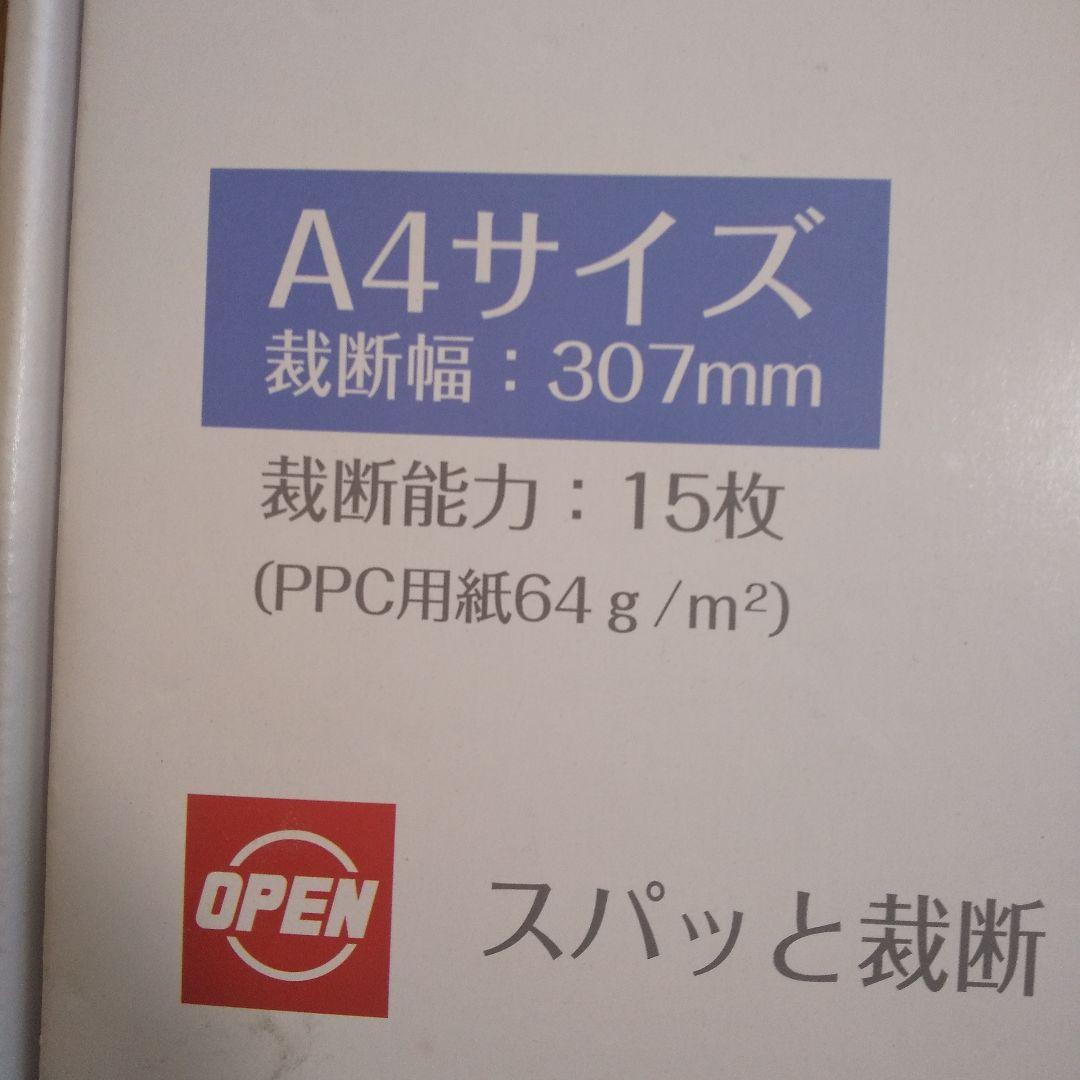 A4サイズ
裁断幅：307mm
裁断能力：15枚
(PPC用紙64g/m²)
OPEN
スパッと裁断